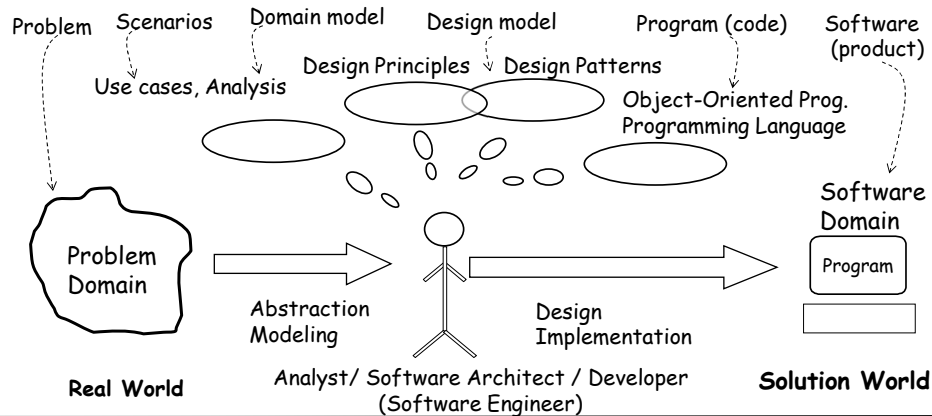 Problem
Scenarios
Domain model
Design model
Program (code)
Software
(product)
Use cases, Analysis
Design Principles
Design Patterns
Object-Oriented Prog.
Programming Language
Problem
Domain
Abstraction
Modeling
Design
Implementation
Software
Domain
Program
Real World
Analyst/ Software Architect / Developer
(Software Engineer)
Solution World